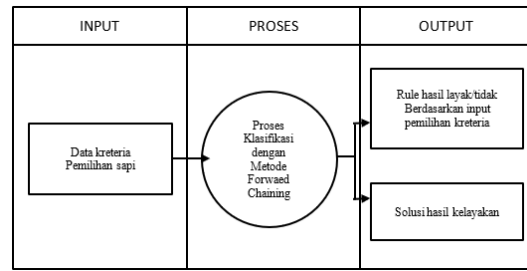 INPUT
PROSES
OUTPUT
Data kreteria
Pemilihan sapi
Proses
Klasifikasi
dengan
Metode
Forwaed
Chaining
Rule hasil layak/tidak
Berdasarkan input
pemilihan kreteria
Solusi hasil kelayakan